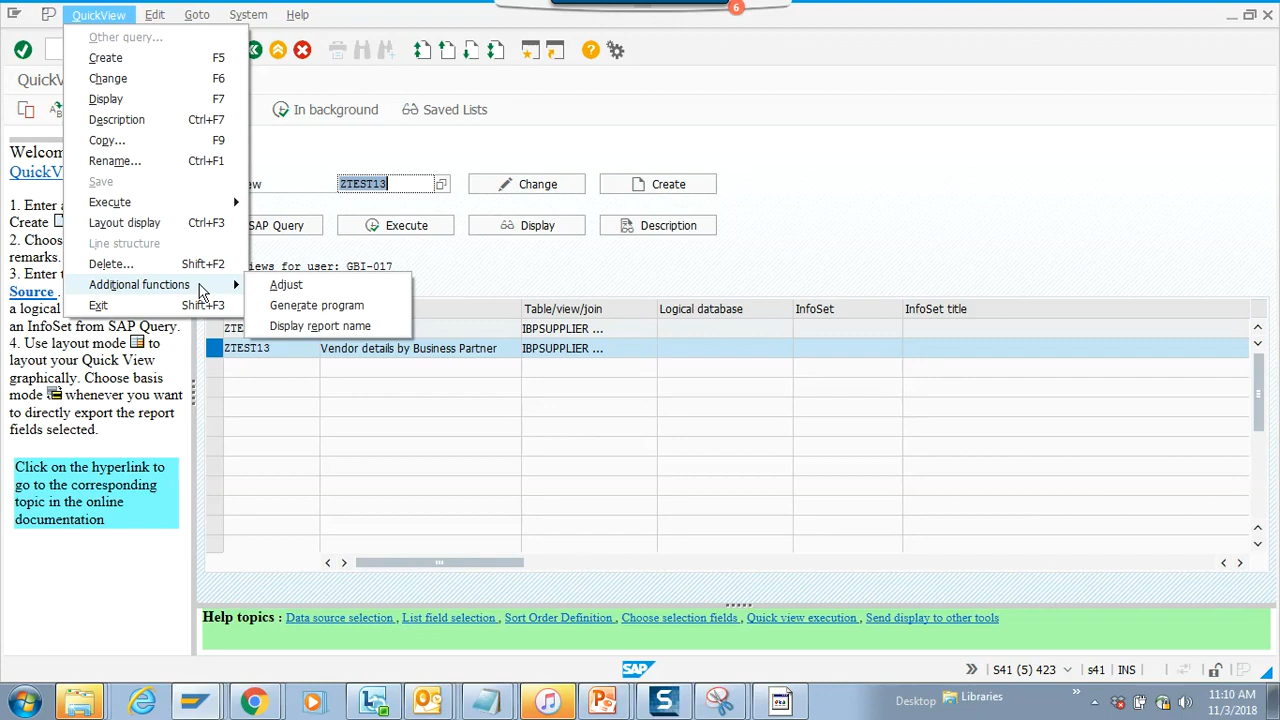 QuickView Edit Goto System Help
6
Other query...
Create F5
Change F6
Display F7
Description Ctrl+F7
Copy... F9
Rename... Ctrl+F1
Save
Execute
Layout display Ctrl+F3
Line structure
Delete... Shift+F2
Additional functions
Exit Shift+F3
Adjust
Generate program
Display report name
QuickV
In background Saved Lists
Welcom
QuickV
1. Enter a
Create
2. Choos
remarks.
3. Enter t
Source .
a logical
an InfoSet from SAP Query.
4. Use layout mode to
layout your Quick View
graphically. Choose basis
mode whenever you want
to directly export the report
fields selected.
Click on the hyperlink to
go to the corresponding
topic in the online
documentation
ew ZTEST13 Change Create
SAP Query Execute Display Description
iews for user: GBI-017
Table/view/join Logical database InfoSet InfoSet title
ZTE IBPSUPPLIER ...
ZTEST13 Vendor details by Business Partner IBPSUPPLIER ...
Help topics : Data source selection , List field selection , Sort Order Definition , Choose selection fields , Quick view execution , Send display to other tools
SAP
S41 (5) 423 s41 INS
Desktop Libraries
11:10 AM
11/3/2018